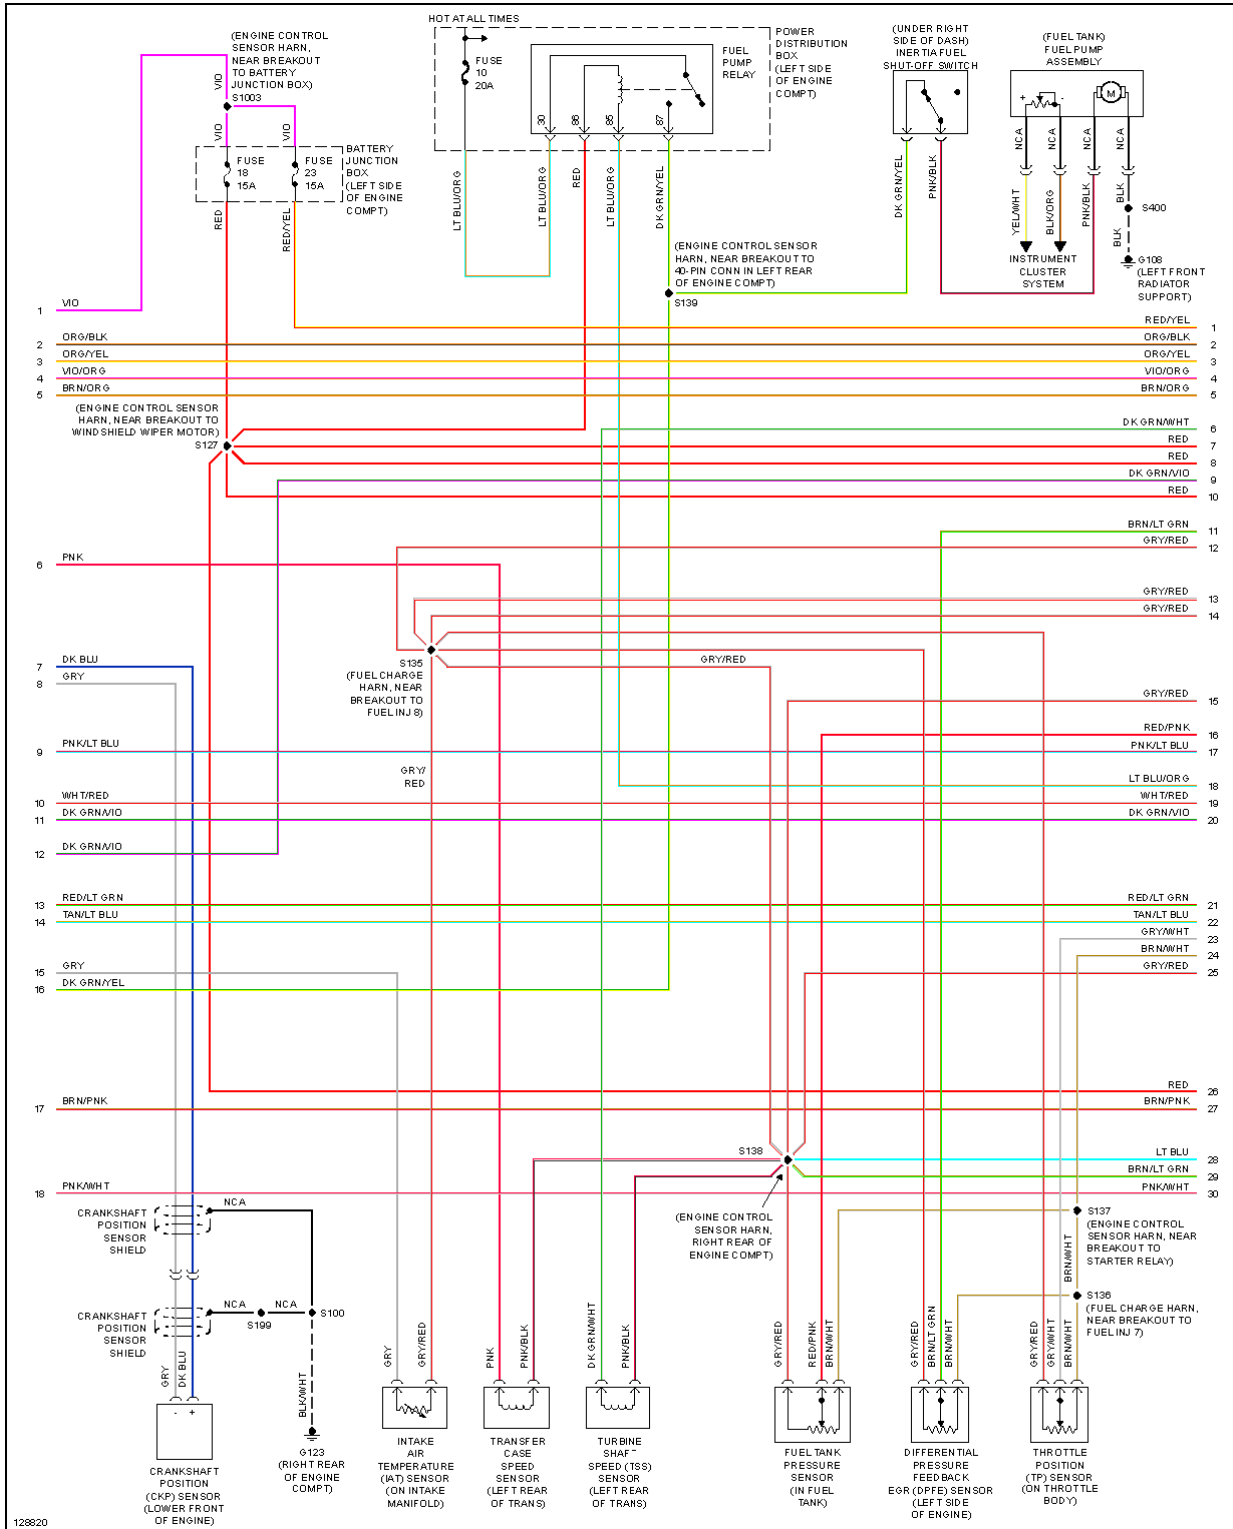 HOT AT ALL TIMES
(ENGINE CONTROL
SENSOR HARN,
NEAR BREAKOUT
TO BATTERY
JUNCTION BOX)
S1003
VIO
VIO
VIO
FUSE
18
15A
FUSE
23
15A
BATTERY
JUNCTION
BOX
(LEFT SIDE
OF ENGINE
COMPT)
RED
RED/YEL
FUSE
10
20A
FUEL
PUMP
RELAY
30
86
85
87
POWER
DISTRIBUTION
BOX
(LEFT SIDE
OF ENGINE
COMPT)
LT BLU/ORG
LT BLU/ORG
RED
LT BLU/ORG
DK GRN/YEL
(UNDER RIGHT
SIDE OF DASH)
INERTIA FUEL
SHUT-OFF SWITCH
DK GRN/YEL
PNK/BLK
(FUEL TANK)
FUEL PUMP
ASSEMBLY
+ -
M
NCA
NCA
NCA
NCA
YEL/WHT
BLK/ORG
PNK/BLK
BLK
S400
BLK
G108
(LEFT FRONT
RADIATOR
SUPPORT)
INSTRUMENT
CLUSTER
SYSTEM
(ENGINE CONTROL SENSOR
HARN, NEAR BREAKOUT TO
40-PIN CONN IN LEFT REAR
OF ENGINE COMPT)
S139
1 VIO
RED/YEL 1
2 ORG/BLK ORG/BLK 2
3 ORG/YEL ORG/YEL 3
4 VIO/ORG VIO/ORG 4
5 BRN/ORG BRN/ORG 5
(ENGINE CONTROL SENSOR
HARN, NEAR BREAKOUT TO
WINDSHIELD WIPER MOTOR)
S127
DK GRN/WHT 6
RED 7
RED 8
DK GRN/VIO 9
RED 10
BRN/LT GRN 11
GRY/RED 12
6 PNK
GRY/RED 13
GRY/RED 14
S135
(FUEL CHARGE
HARN, NEAR
BREAKOUT TO
FUEL INJ 8)
GRY/RED
7 DK BLU
8 GRY
GRY/RED 15
RED/PNK 16
9 PNK/LT BLU PNK/LT BLU 17
GRY/
RED
LT BLU/ORG 18
10 WHT/RED WHT/RED 19
11 DK GRN/VIO DK GRN/VIO 20
12 DK GRN/VIO
13 RED/LT GRN RED/LT GRN 21
14 TAN/LT BLU TAN/LT BLU 22
GRY/WHT 23
BRN/WHT 24
15 GRY GRY/RED 25
16 DK GRN/YEL
RED 26
17 BRN/PNK BRN/PNK 27
S138
LT BLU 28
BRN/LT GRN 29
18 PNK/WHT PNK/WHT 30
(ENGINE CONTROL
SENSOR HARN,
RIGHT REAR OF
ENGINE COMPT)
CRANKSHAFT
POSITION
SENSOR
SHIELD
NCA
S137
(ENGINE CONTROL
SENSOR HARN, NEAR
BREAKOUT TO
STARTER RELAY)
BRN/WHT
CRANKSHAFT
POSITION
SENSOR
SHIELD
NCA
NCA
S199
S100
S136
(FUEL CHARGE HARN,
NEAR BREAKOUT TO
FUEL INJ 7)
GRY
DK BLU
BLK/WHT
GRY
GRY/RED
PNK
PNK/BLK
DK GRN/WHT
PNK/BLK
GRY/RED
RED/PNK
BRN/WHT
GRY/RED
BRN/LT GRN
BRN/WHT
GRY/RED
GRY/WHT
BRN/WHT
- +
CRANKSHAFT
POSITION
(CKP) SENSOR
(LOWER FRONT
OF ENGINE)
G123
(RIGHT REAR
OF ENGINE
COMPT)
INTAKE
AIR
TEMPERATURE
(IAT) SENSOR
(ON INTAKE
MANIFOLD)
TRANSFER
CASE
SPEED
SENSOR
(LEFT REAR
OF TRANS)
TURBINE
SHAFT
SPEED (TSS)
SENSOR
(LEFT REAR
OF TRANS)
FUEL TANK
PRESSURE
SENSOR
(IN FUEL
TANK)
DIFFERENTIAL
PRESSURE
FEEDBACK
EGR (DPFE) SENSOR
(LEFT SIDE
OF ENGINE)
THROTTLE
POSITION
(TP) SENSOR
(ON THROTTLE
BODY)
128820